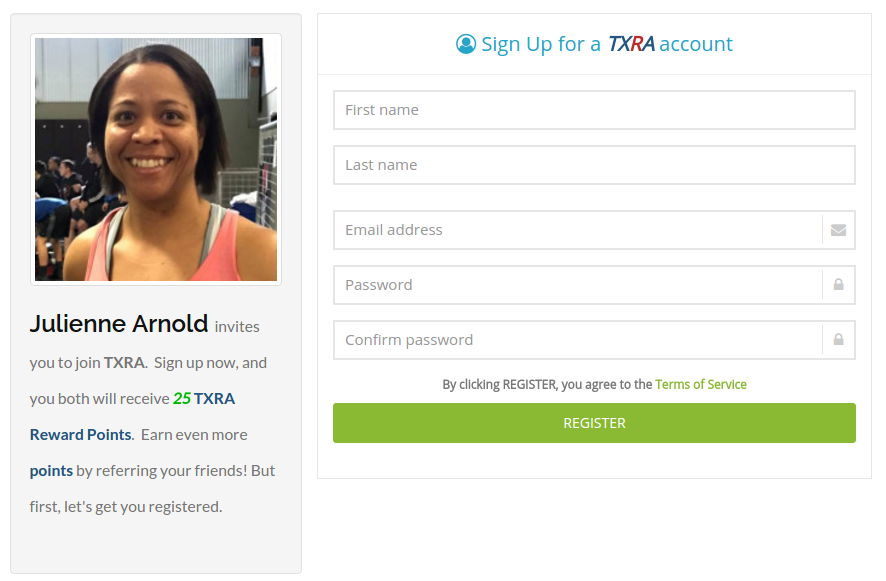 Julienne Arnold invites
you to join TXRA. Sign up now, and
you both will receive 25 TXRA
Reward Points. Earn even more
points by referring your friends! But
first, let's get you registered.
Sign Up for a TXRA account
First name
Last name
Email address
Password
Confirm password
By clicking REGISTER, you agree to the Terms of Service
REGISTER